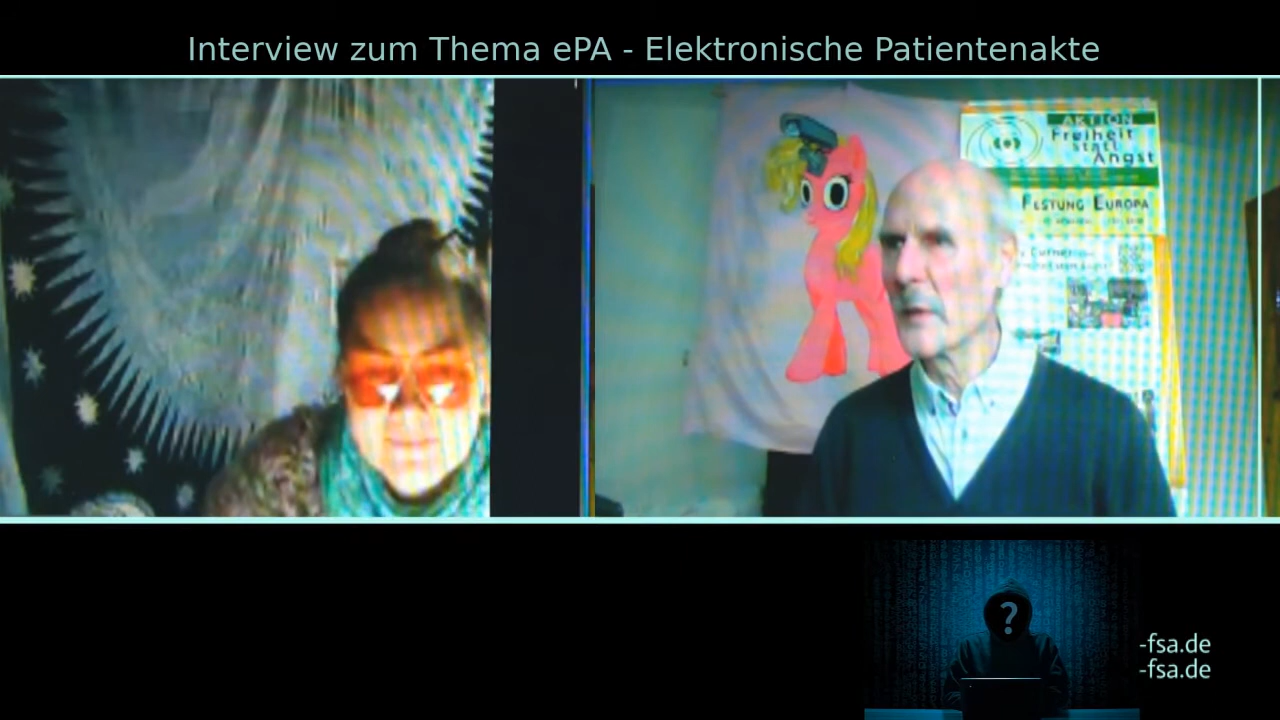 Interview zum Thema ePA - Elektronische Patientenakte
AKTION
Freiheit
statt
Angst
FESTUNG EUROPA
?
-fsa.de
-fsa.de